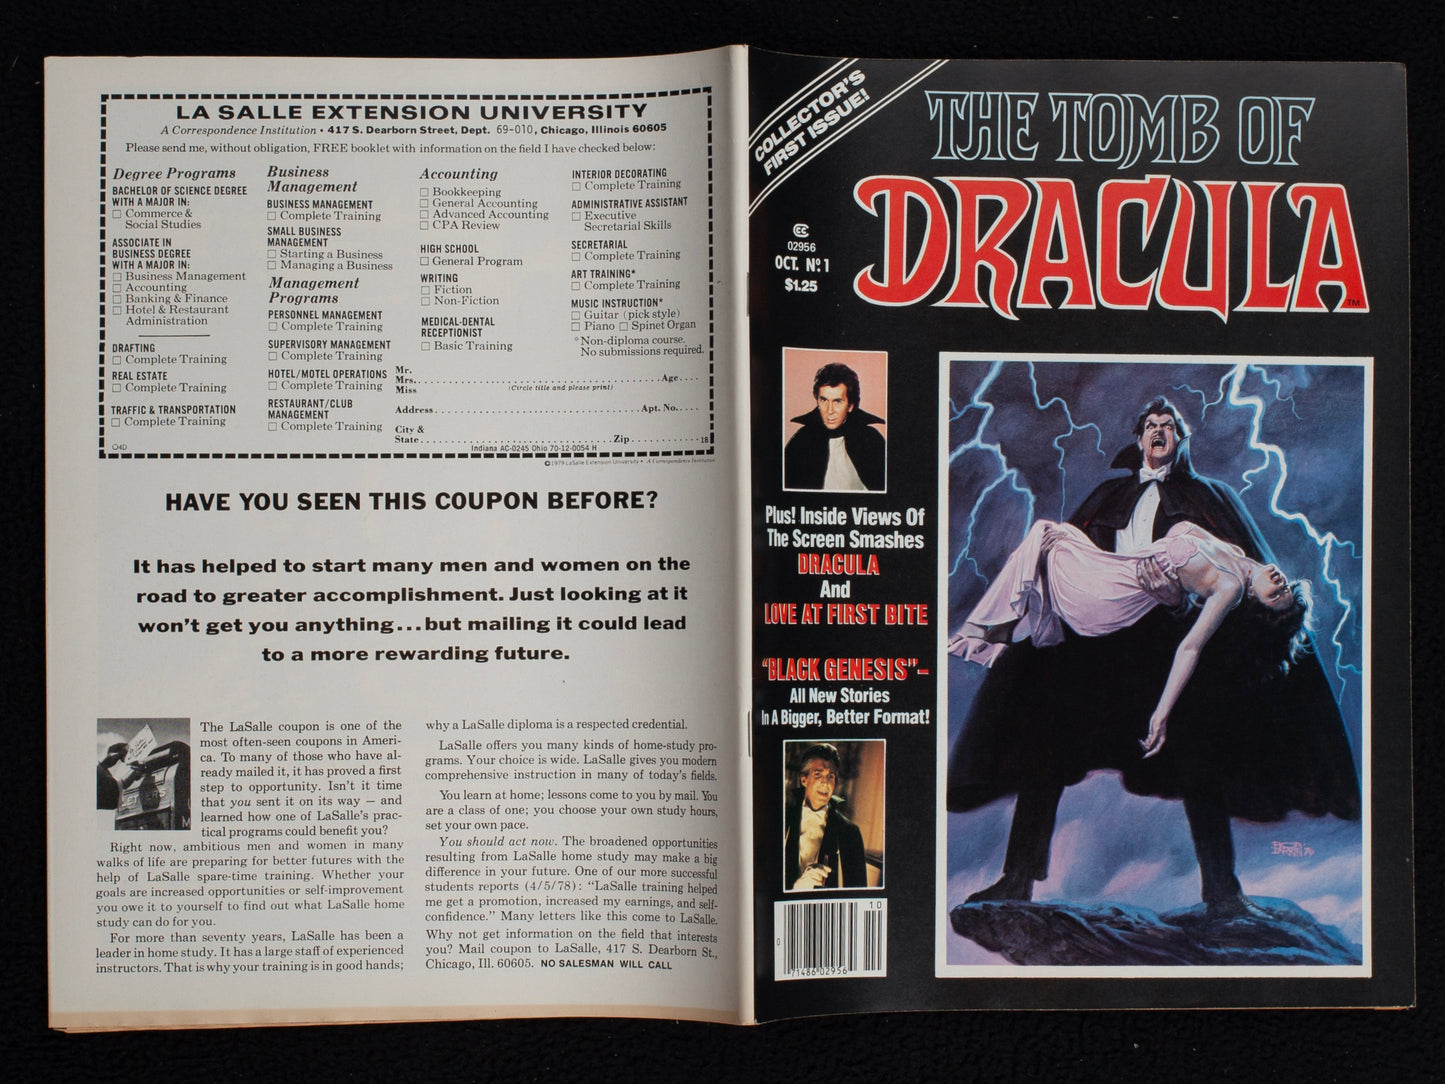 LA SALLE EXTENSION UNIVERSITY
A Correspondence Institution • 417 S. Dearborn Street, Dept. 69-010, Chicago, Illinois 60605
Please send me, without obligation, FREE booklet with information on the field I have checked below:
Degree Programs
BACHELOR OF SCIENCE DEGREE
WITH A MAJOR IN:
□ Commerce &
Social Studies
ASSOCIATE IN
BUSINESS DEGREE
WITH A MAJOR IN:
□ Business Management
□ Accounting
□ Banking & Finance
□ Hotel & Restaurant
Administration
DRAFTING
□ Complete Training
REAL ESTATE
□ Complete Training
TRAFFIC & TRANSPORTATION
□ Complete Training
O4D
Business
Management
BUSINESS MANAGEMENT
□ Complete Training
SMALL BUSINESS
MANAGEMENT
□ Starting a Business
□ Managing a Business
Management
Programs
PERSONNEL MANAGEMENT
□ Complete Training
SUPERVISORY MANAGEMENT
□ Complete Training
HOTEL/MOTEL OPERATIONS
□ Complete Training
RESTAURANT/CLUB
MANAGEMENT
□ Complete Training
Accounting
□ Bookkeeping
□ General Accounting
□ Advanced Accounting
□ CPA Review
HIGH SCHOOL
□ General Program
WRITING
□ Fiction
□ Non-Fiction
MEDICAL-DENTAL
RECEPTIONIST
□ Basic Training
INTERIOR DECORATING
□ Complete Training
ADMINISTRATIVE ASSISTANT
□ Executive
Secretarial Skills
SECRETARIAL
□ Complete Training
ART TRAINING*
□ Complete Training
MUSIC INSTRUCTION*
□ Guitar (pick style)
□ Piano □ Spinet Organ
*Non-diploma course.
No submissions required.
Mr.
Mrs. Age
Miss (Circle title and please print)
Address Apt. No.
City &
State Zip 18
Indiana AC-0245 Ohio 70-12-0054 H
©1979 LaSalle Extension University • A Correspondence Institution
HAVE YOU SEEN THIS COUPON BEFORE?
It has helped to start many men and women on the
road to greater accomplishment. Just looking at it
won't get you anything...but mailing it could lead
to a more rewarding future.
The LaSalle coupon is one of the
most often-seen coupons in Ameri-
ca. To many of those who have al-
ready mailed it, it has proved a first
step to opportunity. Isn't it time
that you sent it on its way — and
learned how one of LaSalle's prac-
tical programs could benefit you?
Right now, ambitious men and women in many
walks of life are preparing for better futures with the
help of LaSalle spare-time training. Whether your
goals are increased opportunities or self-improvement
you owe it to yourself to find out what LaSalle home
study can do for you.
For more than seventy years, LaSalle has been a
leader in home study. It has a large staff of experienced
instructors. That is why your training is in good hands;
why a LaSalle diploma is a respected credential.
LaSalle offers you many kinds of home-study pro-
grams. Your choice is wide. LaSalle gives you modern
comprehensive instruction in many of today's fields.
You learn at home; lessons come to you by mail. You
are a class of one; you choose your own study hours,
set your own pace.
You should act now. The broadened opportunities
resulting from LaSalle home study may make a big
difference in your future. One of our more successful
students reports (4/5/78): "LaSalle training helped
me get a promotion, increased my earnings, and self-
confidence." Many letters like this come to LaSalle.
Why not get information on the field that interests
you? Mail coupon to LaSalle, 417 S. Dearborn St.,
Chicago, Ill. 60605. NO SALESMAN WILL CALL
COLLECTOR'S
FIRST ISSUE!
THE TOMB OF
DRACULA
TM
CC
02956
OCT. Nº.1
$1.25
Plus! Inside Views Of
The Screen Smashes
DRACULA
And
LOVE AT FIRST BITE
"BLACK GENESIS"–
All New Stories
In A Bigger, Better Format!
10
0
71486 02956